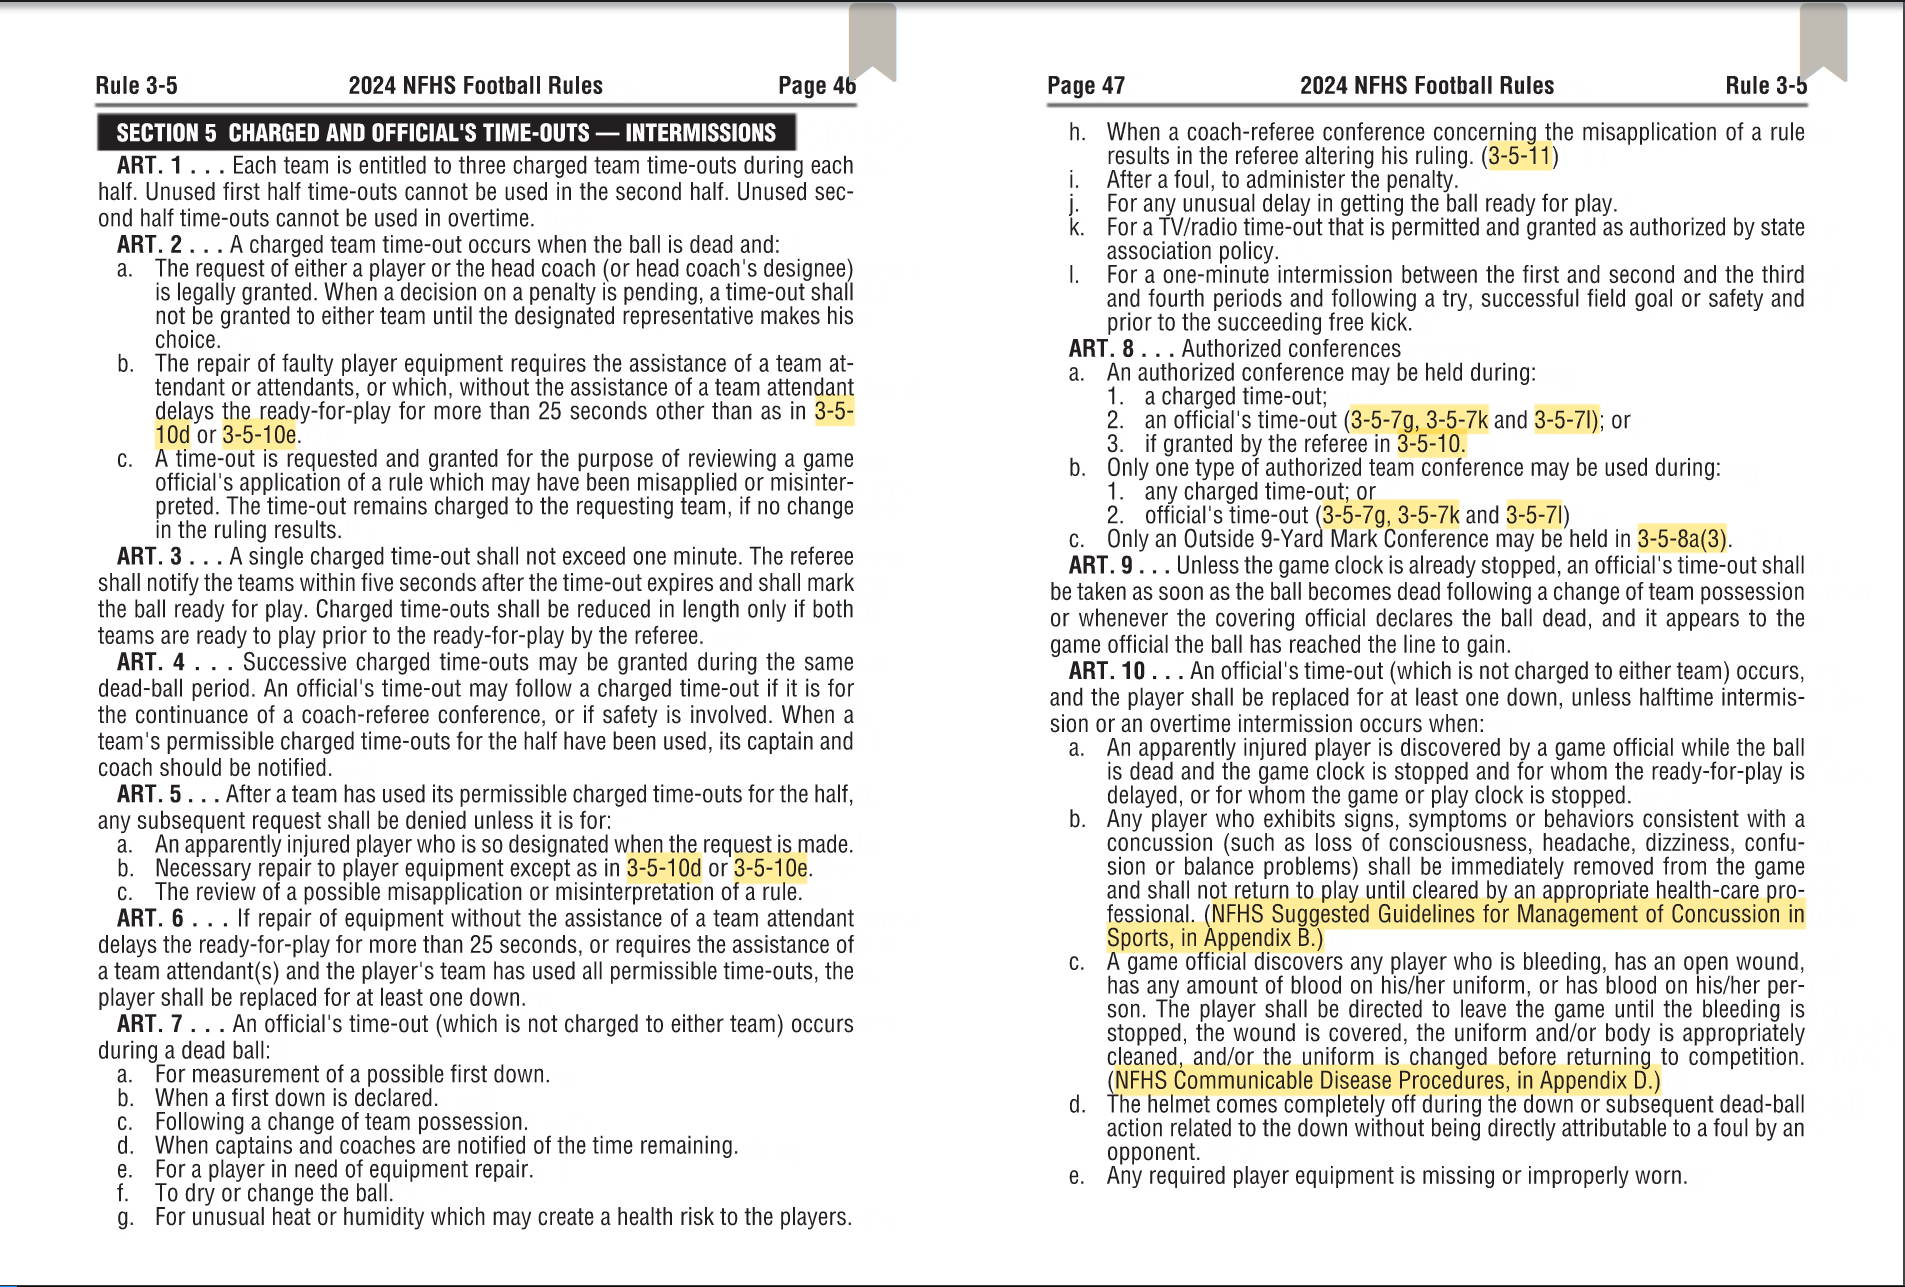 Rule 3-5 2024 NFHS Football Rules Page 46
SECTION 5 CHARGED AND OFFICIAL'S TIME-OUTS — INTERMISSIONS
ART. 1 . . . Each team is entitled to three charged team time-outs during each
half. Unused first half time-outs cannot be used in the second half. Unused sec-
ond half time-outs cannot be used in overtime.
ART. 2 . . . A charged team time-out occurs when the ball is dead and:
a. The request of either a player or the head coach (or head coach's designee)
is legally granted. When a decision on a penalty is pending, a time-out shall
not be granted to either team until the designated representative makes his
choice.
b. The repair of faulty player equipment requires the assistance of a team at-
tendant or attendants, or which, without the assistance of a team attendant
delays the ready-for-play for more than 25 seconds other than as in 3-5-
10d or 3-5-10e.
c. A time-out is requested and granted for the purpose of reviewing a game
official's application of a rule which may have been misapplied or misinter-
preted. The time-out remains charged to the requesting team, if no change
in the ruling results.
ART. 3 . . . A single charged time-out shall not exceed one minute. The referee
shall notify the teams within five seconds after the time-out expires and shall mark
the ball ready for play. Charged time-outs shall be reduced in length only if both
teams are ready to play prior to the ready-for-play by the referee.
ART. 4 . . . Successive charged time-outs may be granted during the same
dead-ball period. An official's time-out may follow a charged time-out if it is for
the continuance of a coach-referee conference, or if safety is involved. When a
team's permissible charged time-outs for the half have been used, its captain and
coach should be notified.
ART. 5 . . . After a team has used its permissible charged time-outs for the half,
any subsequent request shall be denied unless it is for:
a. An apparently injured player who is so designated when the request is made.
b. Necessary repair to player equipment except as in 3-5-10d or 3-5-10e.
c. The review of a possible misapplication or misinterpretation of a rule.
ART. 6 . . . If repair of equipment without the assistance of a team attendant
delays the ready-for-play for more than 25 seconds, or requires the assistance of
a team attendant(s) and the player's team has used all permissible time-outs, the
player shall be replaced for at least one down.
ART. 7 . . . An official's time-out (which is not charged to either team) occurs
during a dead ball:
a. For measurement of a possible first down.
b. When a first down is declared.
c. Following a change of team possession.
d. When captains and coaches are notified of the time remaining.
e. For a player in need of equipment repair.
f. To dry or change the ball.
g. For unusual heat or humidity which may create a health risk to the players.
Page 47 2024 NFHS Football Rules Rule 3-5
h. When a coach-referee conference concerning the misapplication of a rule
results in the referee altering his ruling. (3-5-11)
i. After a foul, to administer the penalty.
j. For any unusual delay in getting the ball ready for play.
k. For a TV/radio time-out that is permitted and granted as authorized by state
association policy.
l. For a one-minute intermission between the first and second and the third
and fourth periods and following a try, successful field goal or safety and
prior to the succeeding free kick.
ART. 8 . . . Authorized conferences
a. An authorized conference may be held during:
1. a charged time-out;
2. an official's time-out (3-5-7g, 3-5-7k and 3-5-7l); or
3. if granted by the referee in 3-5-10.
b. Only one type of authorized team conference may be used during:
1. any charged time-out; or
2. official's time-out (3-5-7g, 3-5-7k and 3-5-7l)
c. Only an Outside 9-Yard Mark Conference may be held in 3-5-8a(3).
ART. 9 . . . Unless the game clock is already stopped, an official's time-out shall
be taken as soon as the ball becomes dead following a change of team possession
or whenever the covering official declares the ball dead, and it appears to the
game official the ball has reached the line to gain.
ART. 10 . . . An official's time-out (which is not charged to either team) occurs,
and the player shall be replaced for at least one down, unless halftime intermis-
sion or an overtime intermission occurs when:
a. An apparently injured player is discovered by a game official while the ball
is dead and the game clock is stopped and for whom the ready-for-play is
delayed, or for whom the game or play clock is stopped.
b. Any player who exhibits signs, symptoms or behaviors consistent with a
concussion (such as loss of consciousness, headache, dizziness, confu-
sion or balance problems) shall be immediately removed from the game
and shall not return to play until cleared by an appropriate health-care pro-
fessional. (NFHS Suggested Guidelines for Management of Concussion in
Sports, in Appendix B.)
c. A game official discovers any player who is bleeding, has an open wound,
has any amount of blood on his/her uniform, or has blood on his/her per-
son. The player shall be directed to leave the game until the bleeding is
stopped, the wound is covered, the uniform and/or body is appropriately
cleaned, and/or the uniform is changed before returning to competition.
(NFHS Communicable Disease Procedures, in Appendix D.)
d. The helmet comes completely off during the down or subsequent dead-ball
action related to the down without being directly attributable to a foul by an
opponent.
e. Any required player equipment is missing or improperly worn.